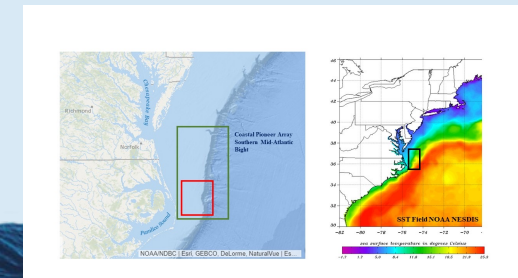 Chesapeake Bay
Richmond
Norfolk
Coastal Pioneer Array
Southern Mid-Atlantic
Bight
Pamlico Sound
NOAA/NDBC | Esri, GEBCO, DeLorme, NaturalVue | Es...
46
44
42
40
38
36
34
32
30
SST Field NOAA NESDIS
-82 -80 -78 -76 -74 -72 -70
sea surface temperature in degrees Celsius